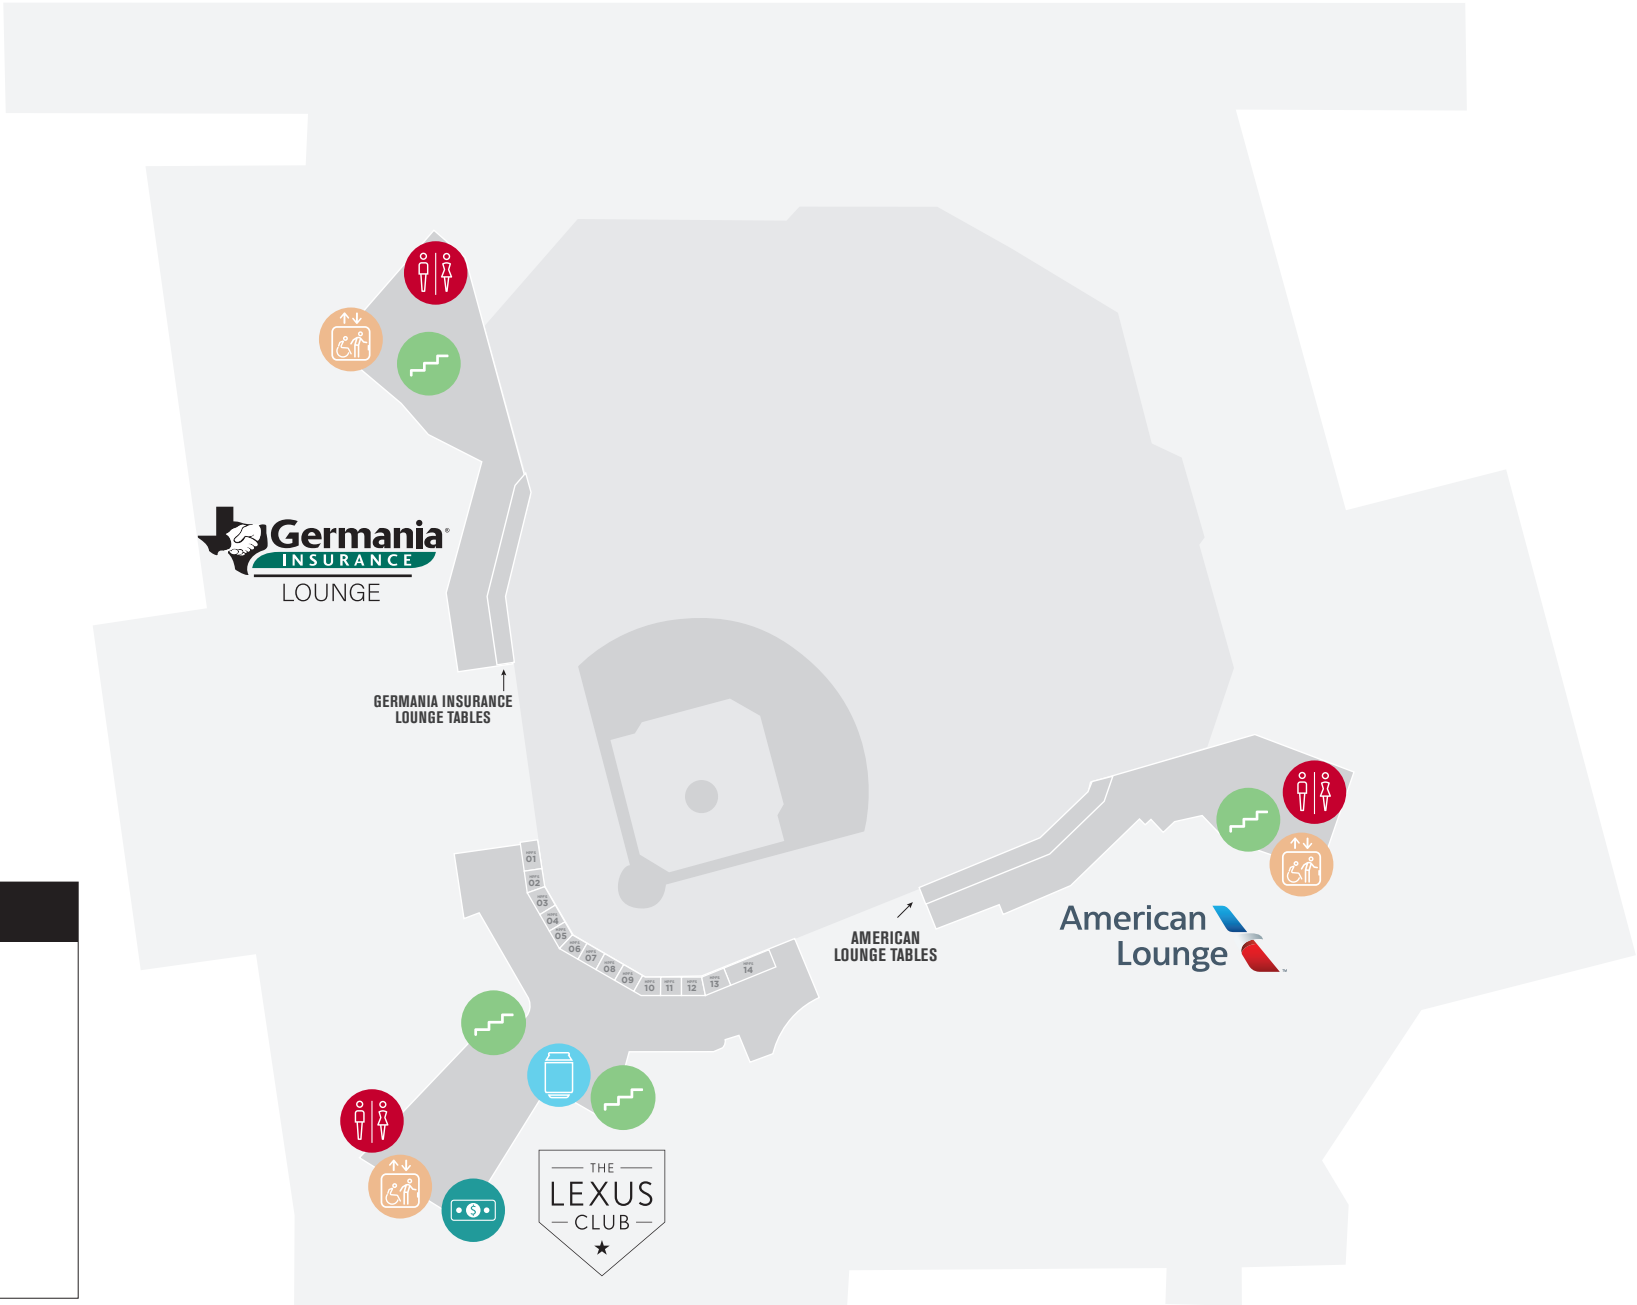 Germania®
INSURANCE
LOUNGE
GERMANIA INSURANCE
LOUNGE TABLES
01
02
03
04
05
06
07
08
09
10
11
12
13
14
AMERICAN
LOUNGE TABLES
American
Lounge
™
$
THE
LEXUS
CLUB